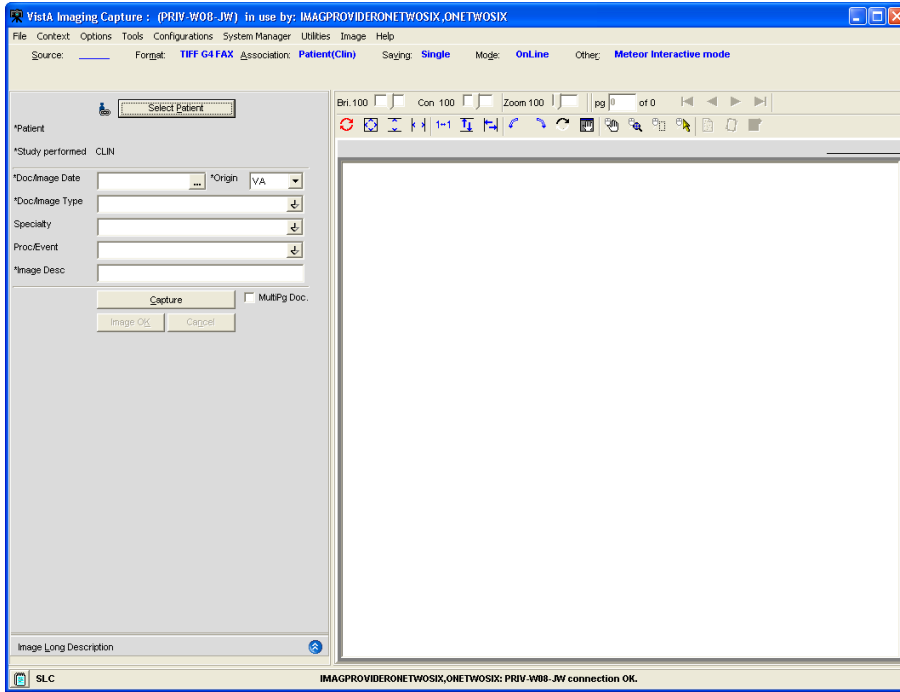 VistA Imaging Capture : (PRIV-W08-JW) in use by: IMAGPROVIDERONETWOSIX,ONETWOSIX
File Context Options Tools Configurations System Manager Utilities Image Help
Source: Format: TIFF G4 FAX Association: Patient(Clin) Saving: Single Mode: OnLine Other: Meteor Interactive mode
Select Patient
Bri. 100 Con 100 Zoom 100 pg 0 of 0
*Patient
*Study performed CLIN
*Doc/Image Date ... *Origin VA
*Doc/Image Type
Specialty
Proc/Event
*Image Desc
Capture MultiPg Doc.
Image OK Cancel
Image Long Description
SLC IMAGPROVIDERONETWOSIX,ONETWOSIX: PRIV-W08-JW connection OK.